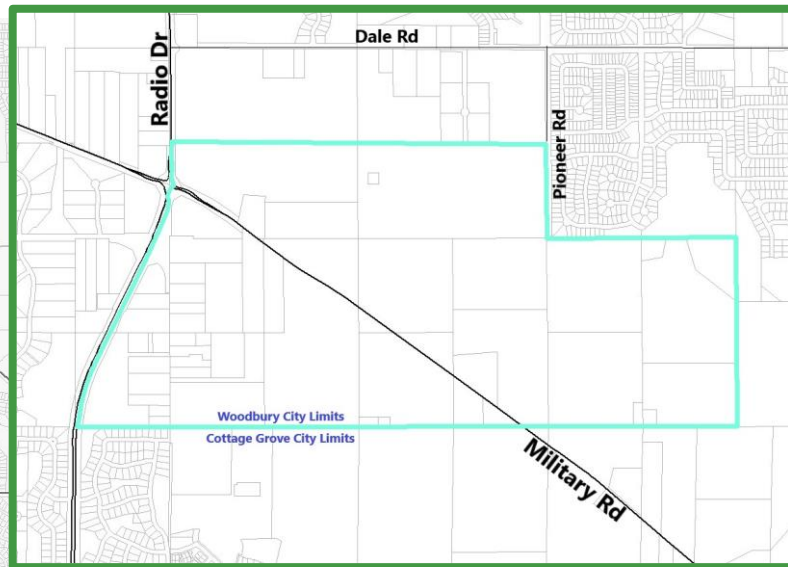 Dale Rd
Radio Dr
Pioneer Rd
Woodbury City Limits
Cottage Grove City Limits
Military Rd